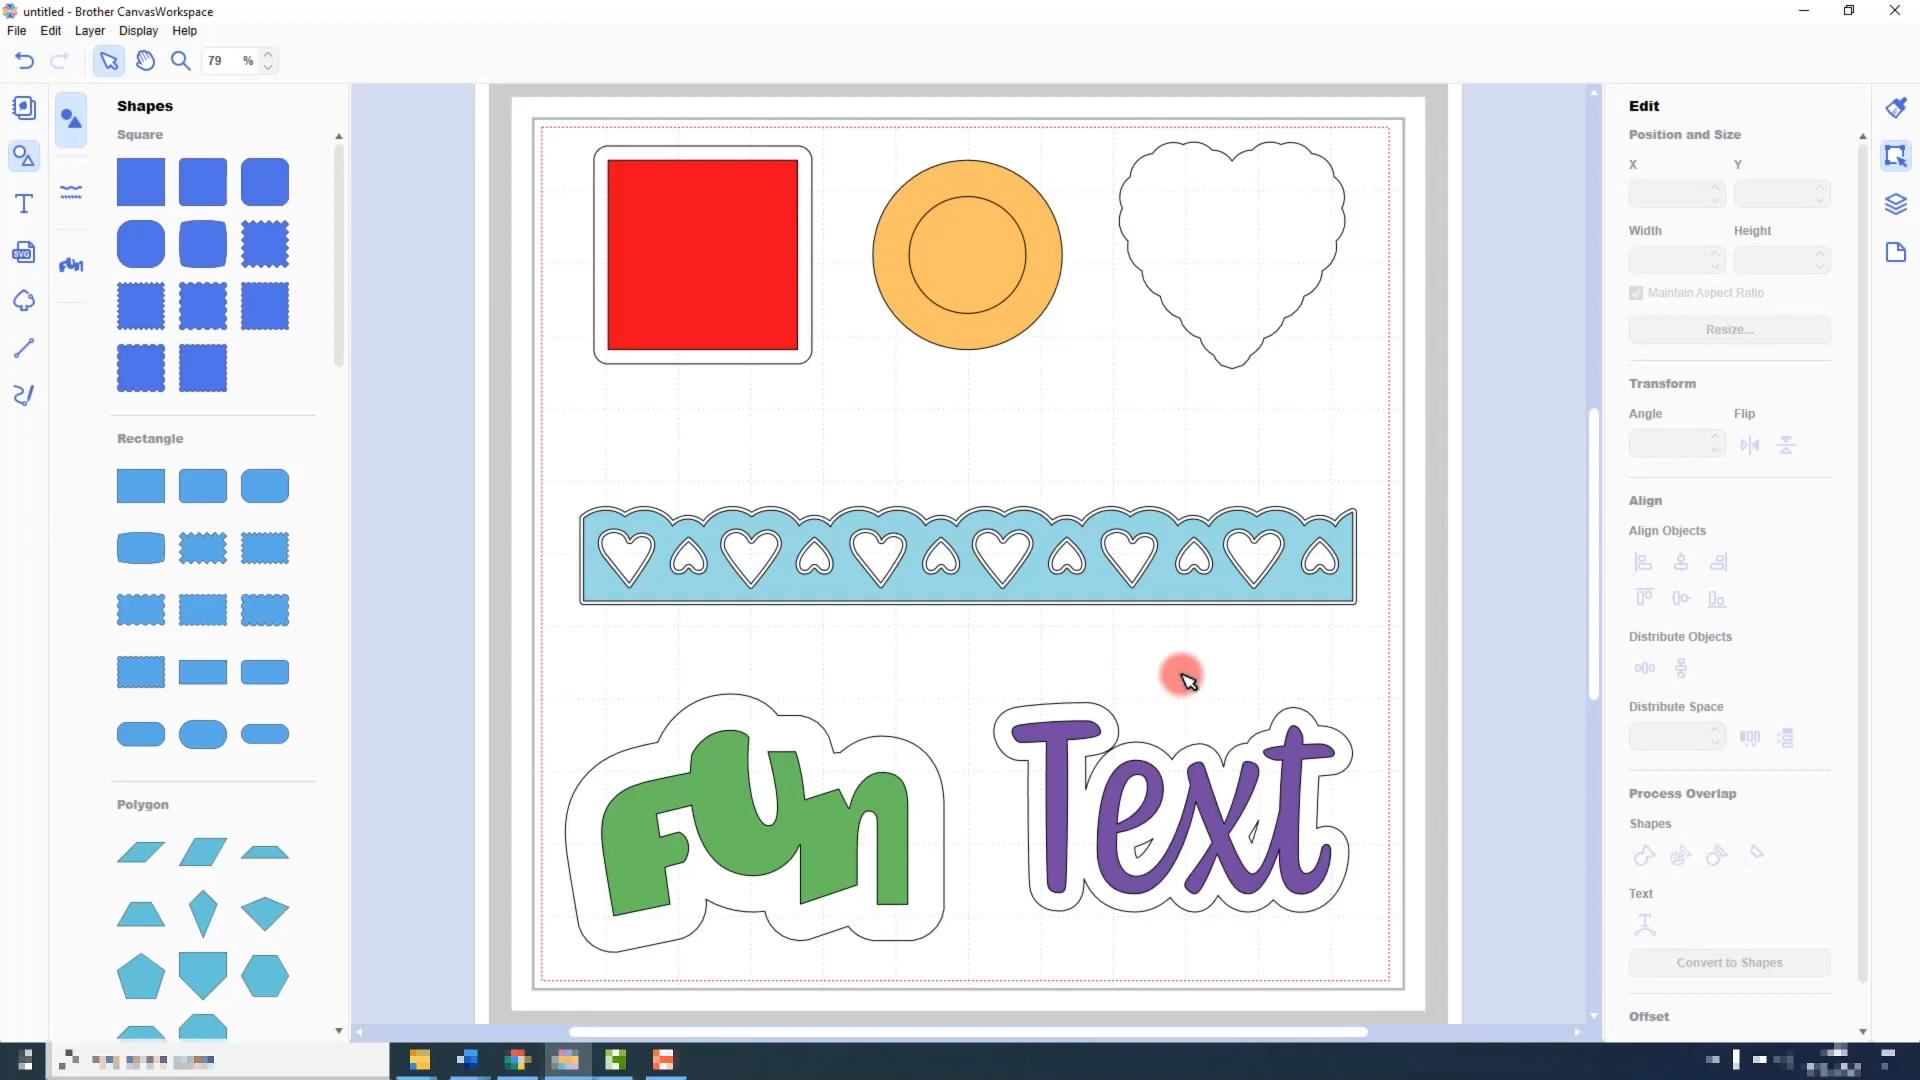 untitled - Brother CanvasWorkspace
File Edit Layer Display Help
79 %
Shapes
Square
Rectangle
Polygon
SVG
Fun
Fun
Text
Edit
Position and Size
X Y
Width Height
Maintain Aspect Ratio
Resize...
Transform
Angle Flip
Align
Align Objects
Distribute Objects
Distribute Space
Process Overlap
Shapes
Text
Convert to Shapes
Offset